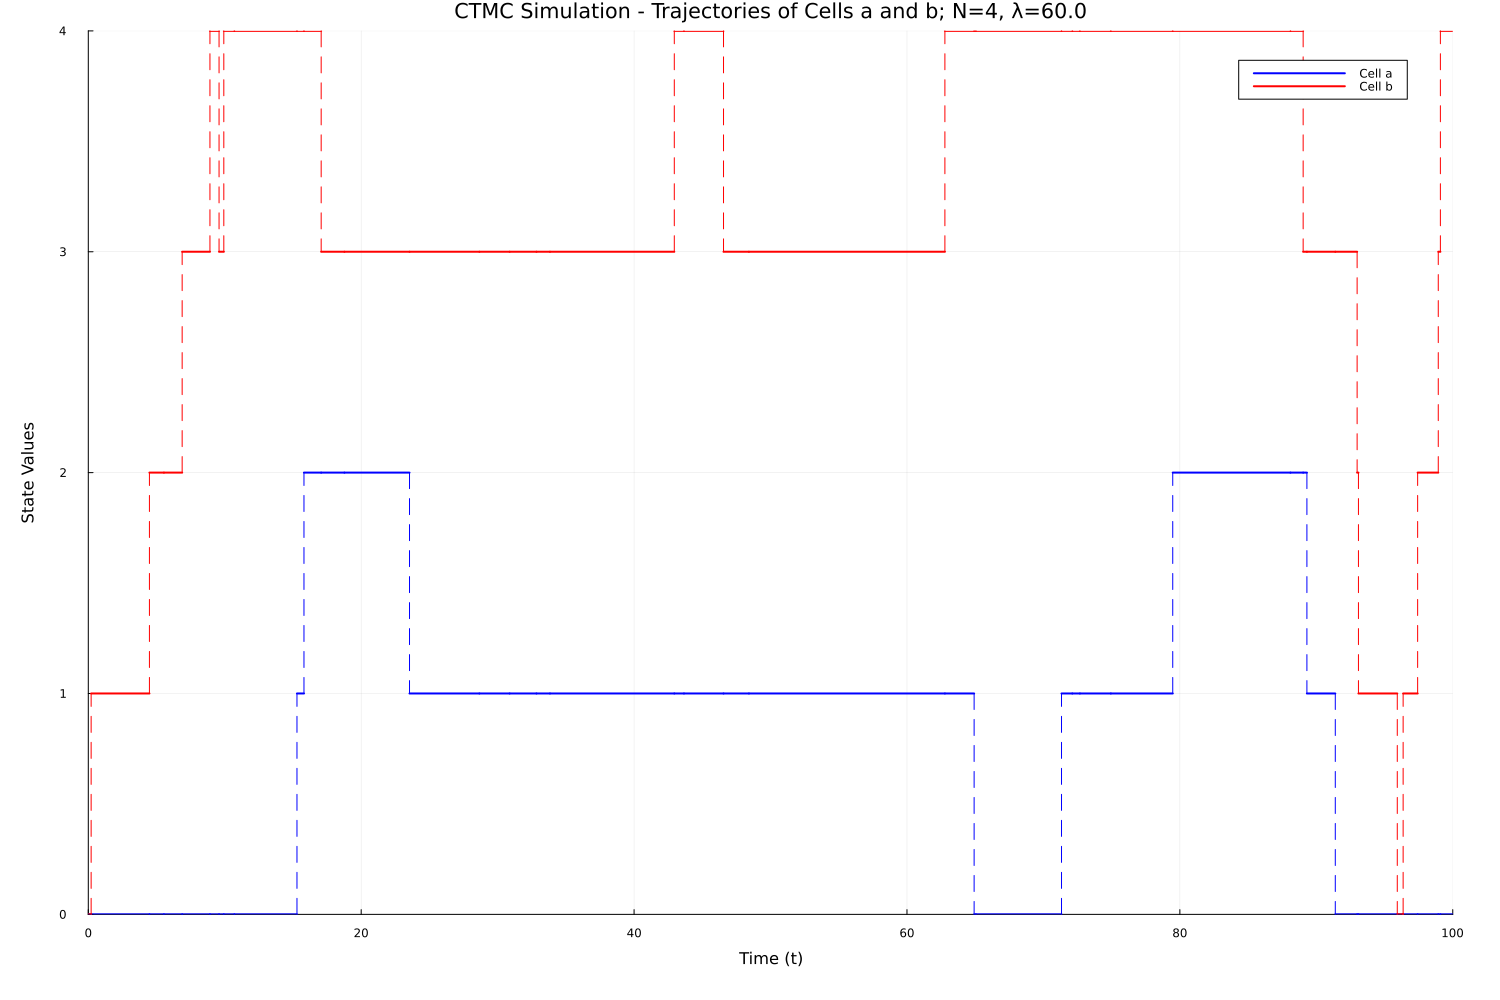 CTMC Simulation - Trajectories of Cells a and b; N=4, λ=60.0
4
Cell a
Cell b
3
2
1
0
State Values
0 20 40 60 80 100
Time (t)